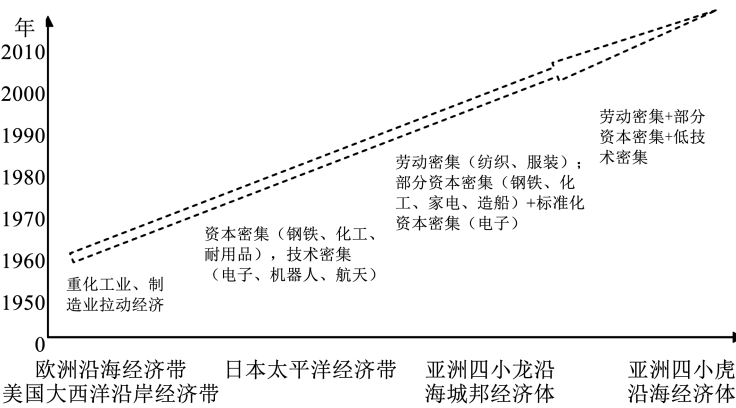 年
2010
2000
1990
1980
1970
1960
1950
0
劳动密集+部分
资本密集+低技
术密集
劳动密集（纺织、服装）；
部分资本密集（钢铁、化
工、家电、造船）+标准化
资本密集（电子）
资本密集（钢铁、化工、
耐用品），技术密集
（电子、机器人、航天）
重化工业、制
造业拉动经济
欧洲沿海经济带
美国大西洋沿岸经济带
日本太平洋经济带
亚洲四小龙沿
海城邦经济体
亚洲四小虎
沿海经济体